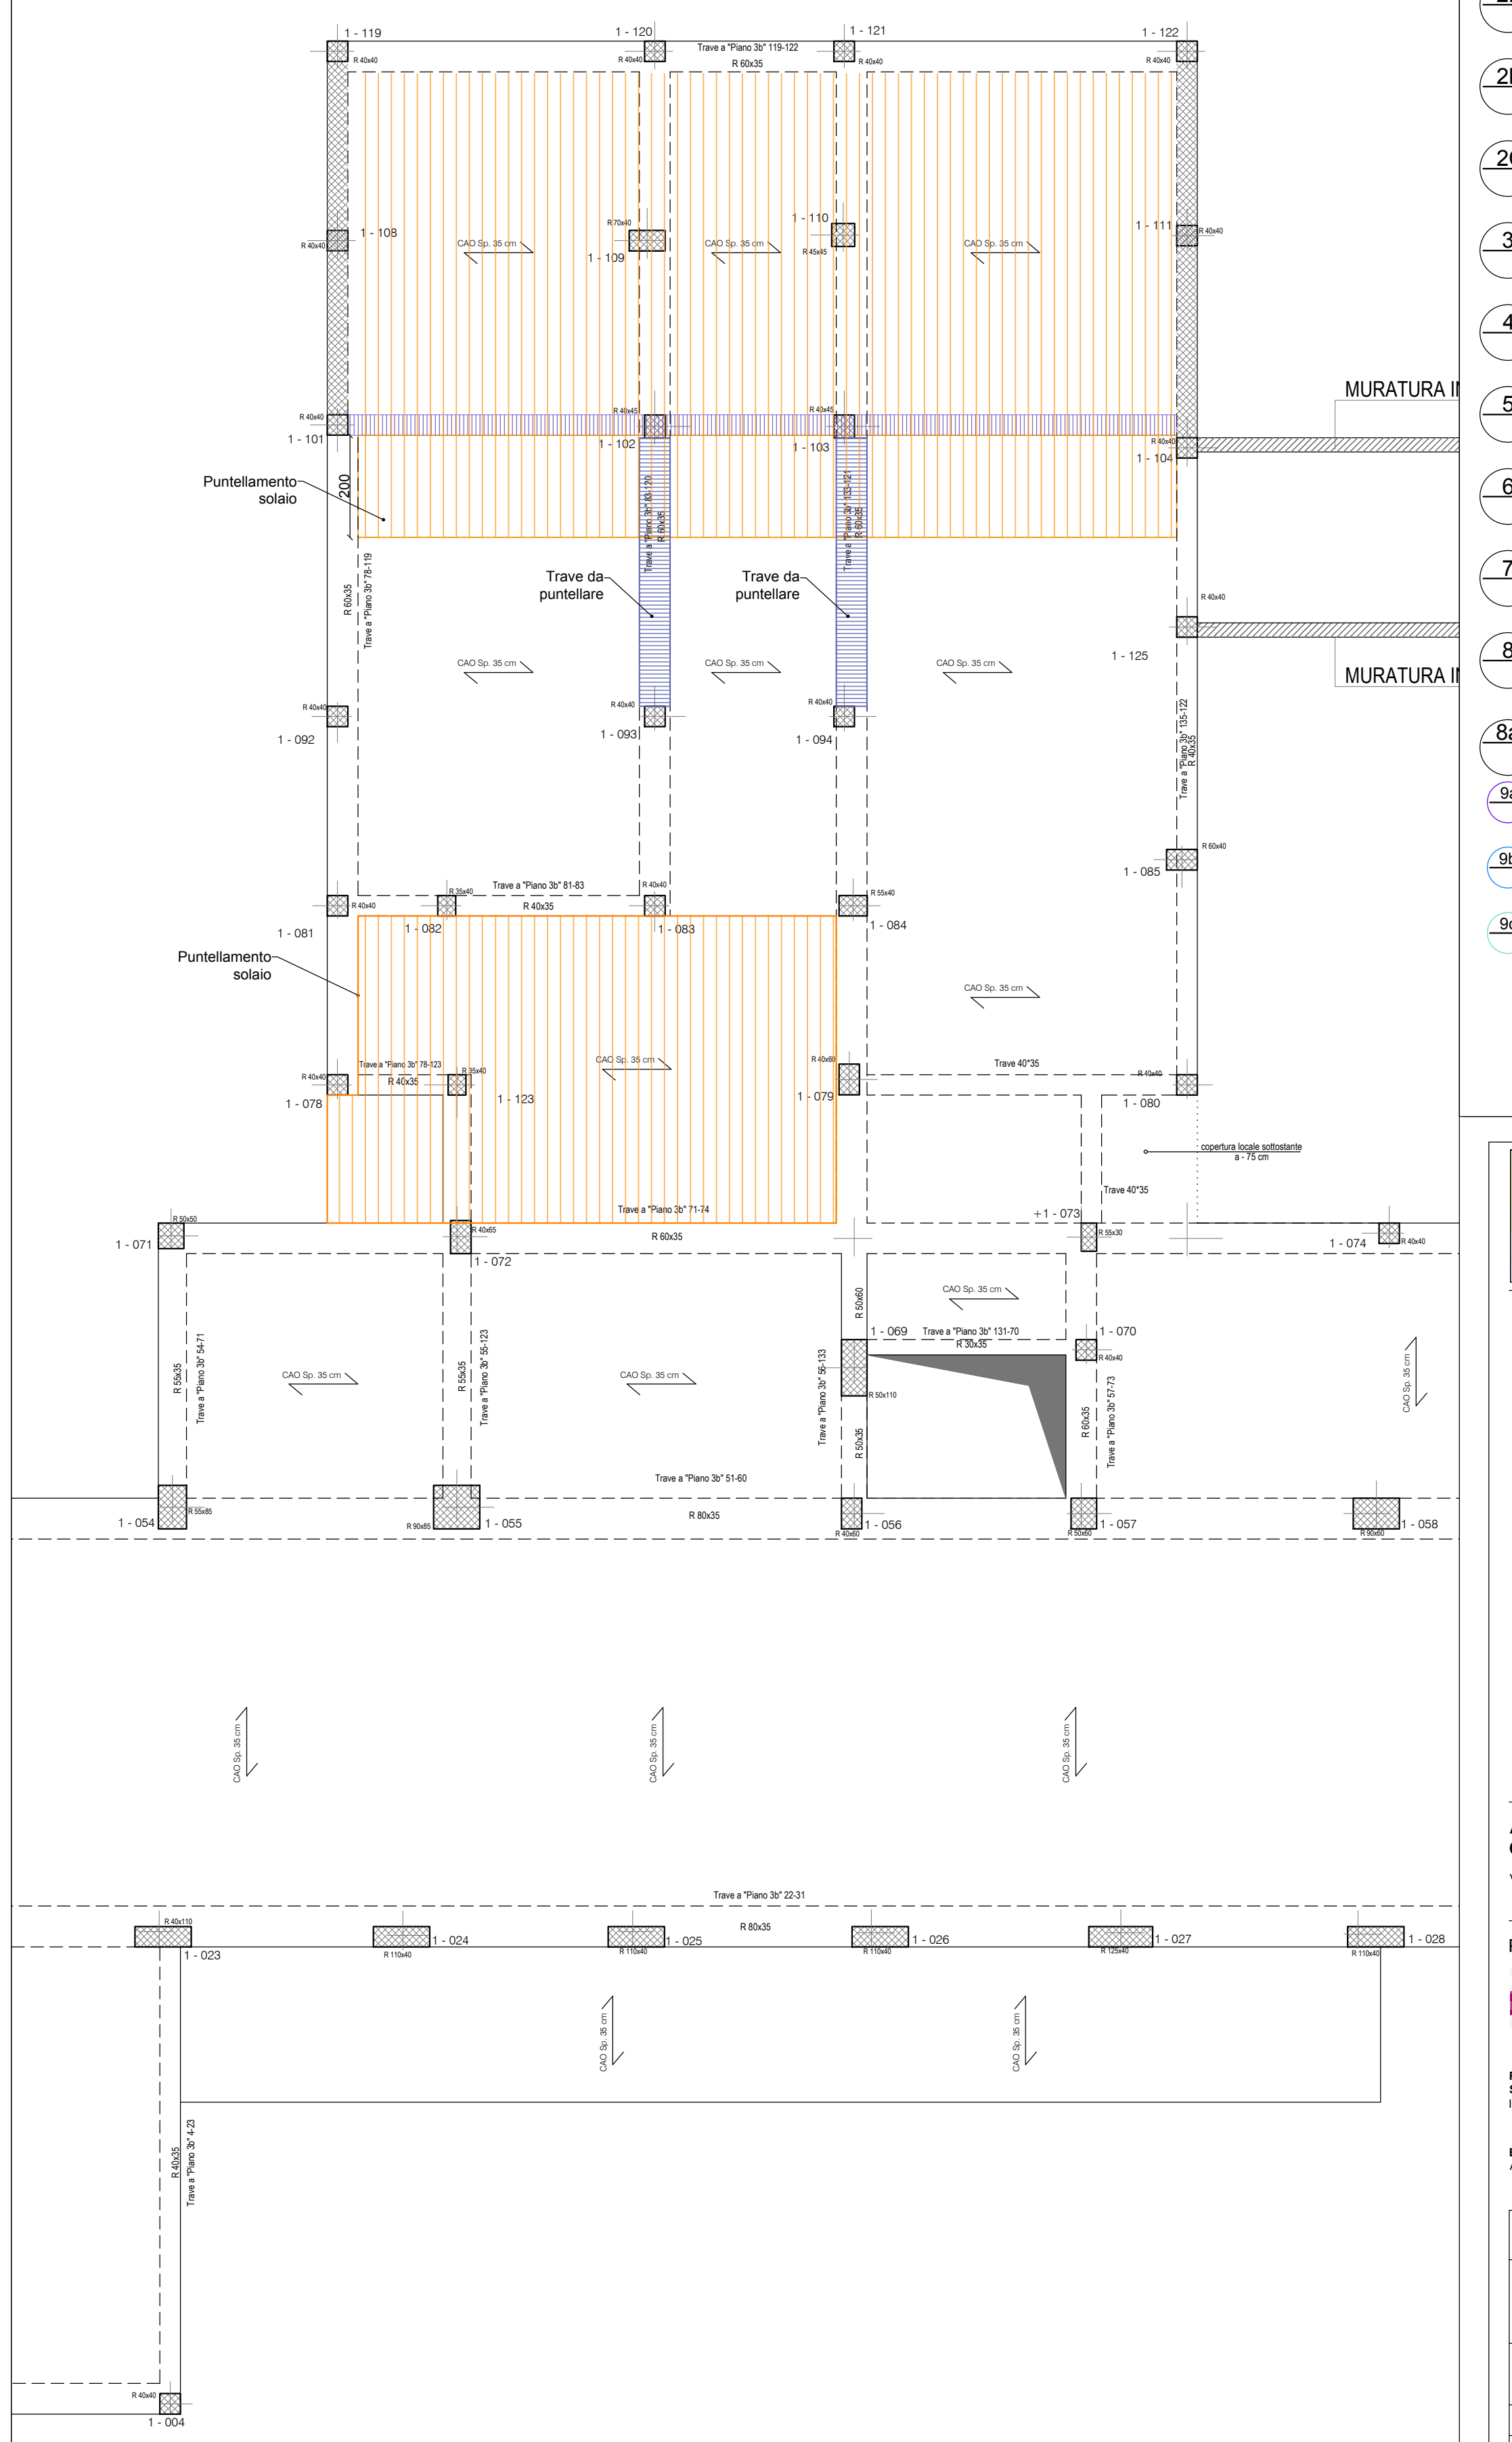 1 - 119
1 - 120
1 - 121
1 - 122
Trave a "Piano 3b" 119-122
R 40x40
R 40x40
R 60x35
R 40x40
R 40x40
R 40x40
1 - 108
R 70x40
1 - 109
1 - 110
R 45x45
1 - 111
R 40x40
CAO Sp. 35 cm
CAO Sp. 35 cm
CAO Sp. 35 cm
MURATURA
R 40x40
1 - 101
R 40x45
1 - 102
R 40x45
1 - 103
R 40x40
1 - 104
Puntellamento
solaio
200
Trave a "Piano 3b" 83-120
R 60x35
Trave a "Piano 3b" 133-121
R 60x35
R 60x35
Trave a "Piano 3b" 78-119
Trave da
puntellare
Trave da
puntellare
R 40x40
1 - 125
MURATURA
CAO Sp. 35 cm
CAO Sp. 35 cm
CAO Sp. 35 cm
R 40x40
1 - 092
R 40x40
1 - 093
R 40x40
1 - 094
Trave a "Piano 3b" 135-122
R 40x35
R 60x40
1 - 085
R 40x40
1 - 081
R 35x40
1 - 082
Trave a "Piano 3b" 81-83
R 40x35
R 40x40
1 - 083
R 55x40
1 - 084
Puntellamento
solaio
CAO Sp. 35 cm
CAO Sp. 35 cm
Trave a "Piano 3b" 78-123
R 40x40
R 40x35
R 35x40
1 - 078
1 - 123
R 40x60
1 - 079
Trave 40*35
R 40x40
1 - 080
copertura locale sottostante
a - 75 cm
Trave 40*35
R 50x50
1 - 071
Trave a "Piano 3b" 71-74
R 60x35
R 40x65
1 - 072
+1 - 073
R 55x30
1 - 074
R 40x40
CAO Sp. 35 cm
R 50x60
1 - 069
Trave a "Piano 3b" 131-70
R 30x35
1 - 070
R 40x40
R 55x35
Trave a "Piano 3b" 54-71
CAO Sp. 35 cm
R 55x35
Trave a "Piano 3b" 55-123
CAO Sp. 35 cm
Trave a "Piano 3b" 56-133
R 50x110
R 50x35
R 60x35
Trave a "Piano 3b" 57-73
CAO Sp. 35 cm
Trave a "Piano 3b" 51-60
R 80x35
1 - 054
R 55x85
R 90x85
1 - 055
R 40x60
1 - 056
R 50x60
1 - 057
R 90x60
1 - 058
CAO Sp. 35 cm
CAO Sp. 35 cm
CAO Sp. 35 cm
Trave a "Piano 3b" 22-31
R 80x35
R 40x110
1 - 023
R 110x40
1 - 024
R 110x40
1 - 025
R 110x40
1 - 026
R 125x40
1 - 027
R 110x40
1 - 028
CAO Sp. 35 cm
CAO Sp. 35 cm
R 40x35
Trave a "Piano 3b" 4-23
R 40x40
1 - 004
3
4
5
6
7
8
8a
9a
9b